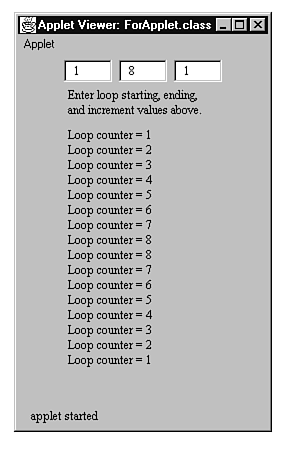 Applet Viewer: ForApplet.class
Applet
1 8 1
Enter loop starting, ending,
and increment values above.
Loop counter = 1
Loop counter = 2
Loop counter = 3
Loop counter = 4
Loop counter = 5
Loop counter = 6
Loop counter = 7
Loop counter = 8
Loop counter = 8
Loop counter = 7
Loop counter = 6
Loop counter = 5
Loop counter = 4
Loop counter = 3
Loop counter = 2
Loop counter = 1
applet started